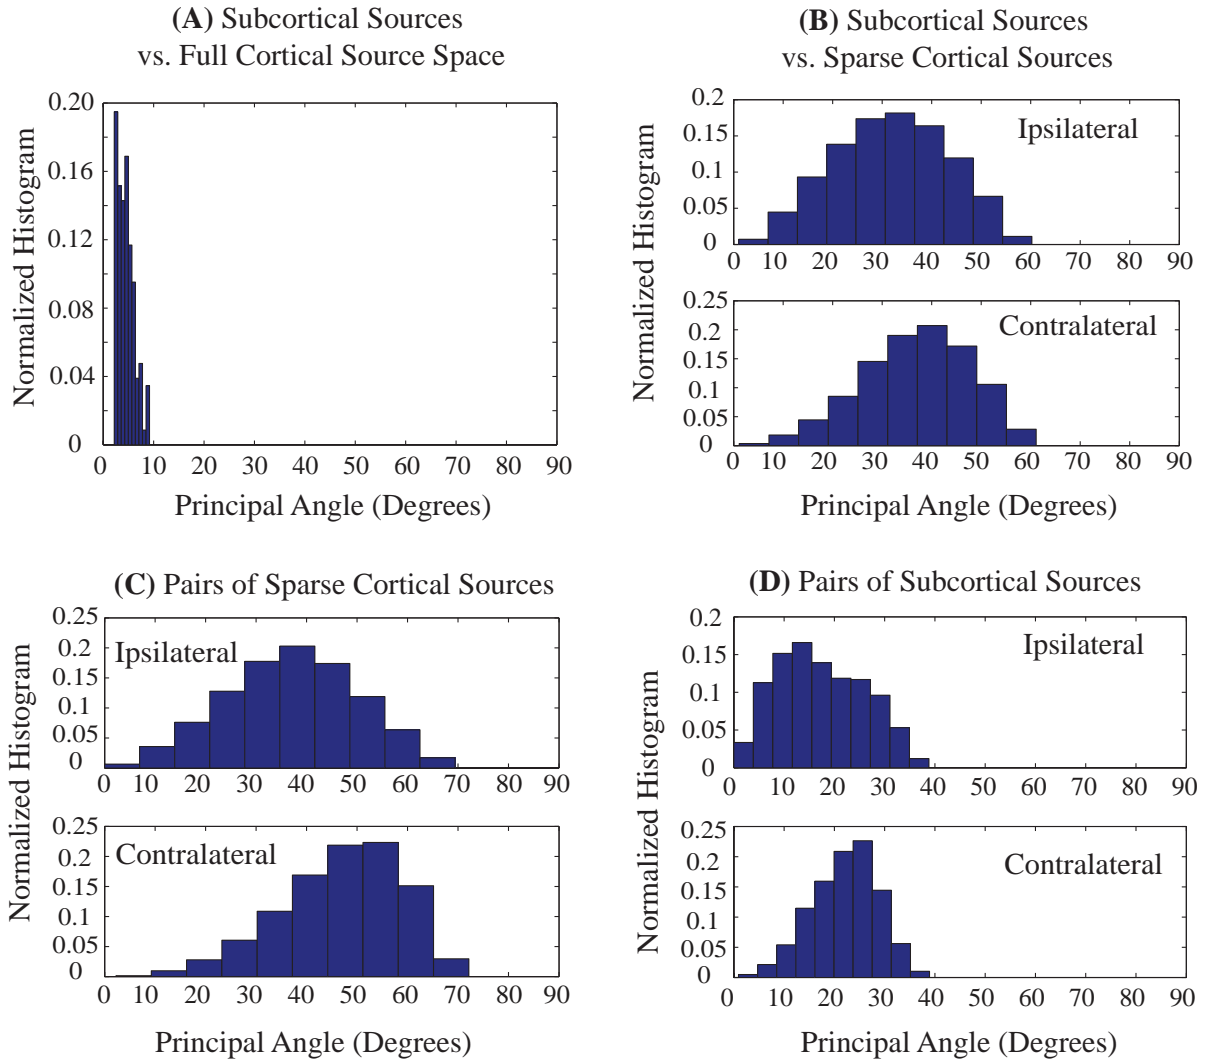 (A) Subcortical Sources
vs. Full Cortical Source Space
Normalized Histogram
0.20
0.16
0.12
0.08
0.04
0
0 10 20 30 40 50 60 70 80 90
Principal Angle (Degrees)
(B) Subcortical Sources
vs. Sparse Cortical Sources
Normalized Histogram
Ipsilateral
0.2
0.15
0.1
0.05
0
0 10 20 30 40 50 60 70 80 90
Contralateral
0.25
0.2
0.15
0.1
0.05
0
0 10 20 30 40 50 60 70 80 90
Principal Angle (Degrees)
(C) Pairs of Sparse Cortical Sources
Normalized Histogram
Ipsilateral
0.25
0.2
0.15
0.1
0.05
0
0 10 20 30 40 50 60 70 80 90
Contralateral
0.25
0.2
0.15
0.1
0.05
0
0 10 20 30 40 50 60 70 80 90
Principal Angle (Degrees)
(D) Pairs of Subcortical Sources
Normalized Histogram
Ipsilateral
0.2
0.15
0.1
0.05
0
0 10 20 30 40 50 60 70 80 90
Contralateral
0.25
0.2
0.15
0.1
0.05
0
0 10 20 30 40 50 60 70 80 90
Principal Angle (Degrees)